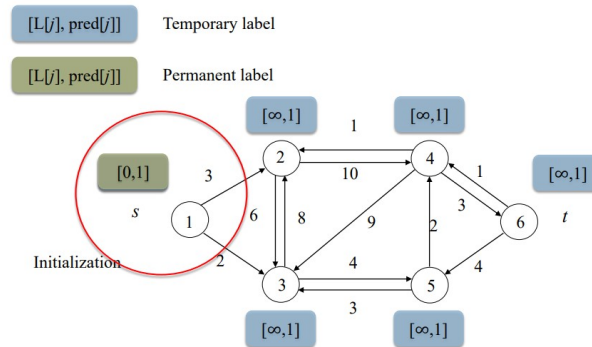 [L[j], pred[j]] Temporary label
[L[j], pred[j]] Permanent label
[∞,1] [∞,1]
1
2 4
[0,1] 3 10 1 [∞,1]
3
s 6 8 9 2 6 t
1
Initialization 2 4 4
3 5
3
[∞,1] [∞,1]